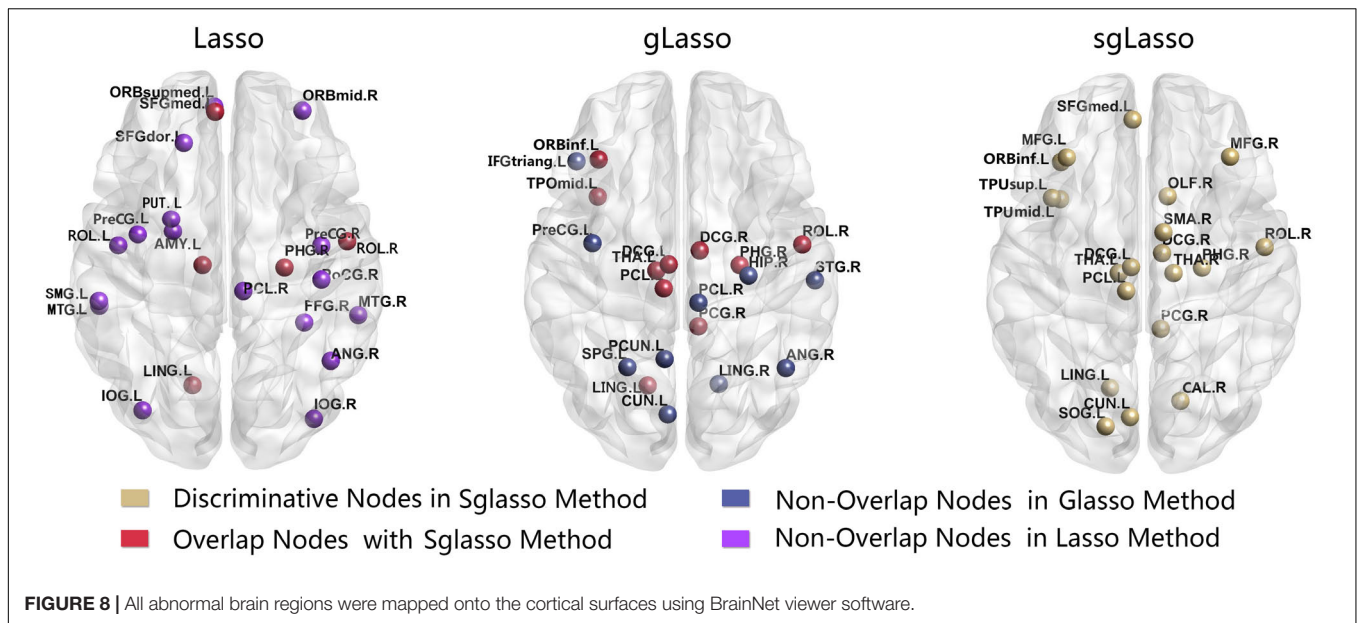 Lasso
gLasso
sgLasso
ORBsupmed.L
SFGmed.
ORBmid.R
SFGdor.L
PUT. L
PreCG.L
ROL.L
AMY.L
PreCG.R
PHG.R
ROL.R
PoCG.R
PCL.R
SMG.L
MTG.L
FFG.R
MTG.R
ANG.R
LING.L
IOG.L
IOG.R
ORBinf.L
IFGtriang.L
TPOmid.L
PreCG.L
DCG.L
THA.L
PCL.
DCG.R
ROL.R
PHG.R
HIP.R
STG.R
PCL.R
PCG.R
PCUN.L
SPG.L
LING.L
CUN.L
LING.R
ANG.R
SFGmed.L
MFG.L
ORBinf.L
MFG.R
TPUsup.L
TPUmid.L
OLF.R
SMA.R
DCG.R
ROL.R
DCG.L
THA.L
PCL.L
THA.R
PHG.R
PCG.R
LING.L
CUN.L
SOG.L
CAL.R
Discriminative Nodes in Sglasso Method
Non-Overlap Nodes in Glasso Method
Overlap Nodes with Sglasso Method
Non-Overlap Nodes in Lasso Method
FIGURE 8 | All abnormal brain regions were mapped onto the cortical surfaces using BrainNet viewer software.